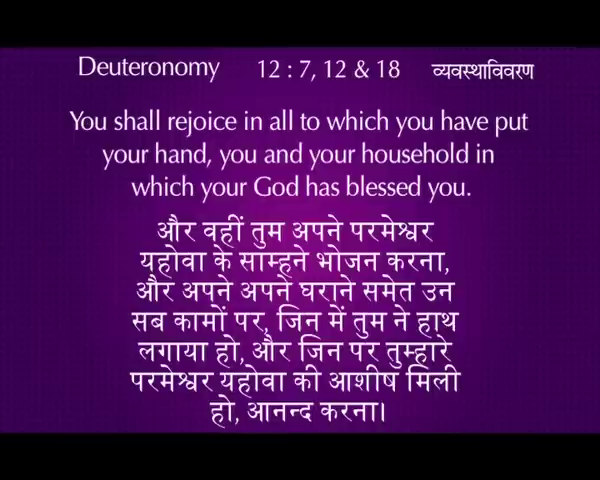 Deuteronomy 12 : 7, 12 & 18 व्यवस्थाविवरण
You shall rejoice in all to which you have put
your hand, you and your household in
which your God has blessed you.
और वहीं तुम अपने परमेश्वर
यहोवा के साम्हने भोजन करना,
और अपने अपने घराने समेत उन
सब कामों पर, जिन में तुम ने हाथ
लगाया हो, और जिन पर तुम्हारे
परमेश्वर यहोवा की आशीष मिली
हो, आनन्द करना।